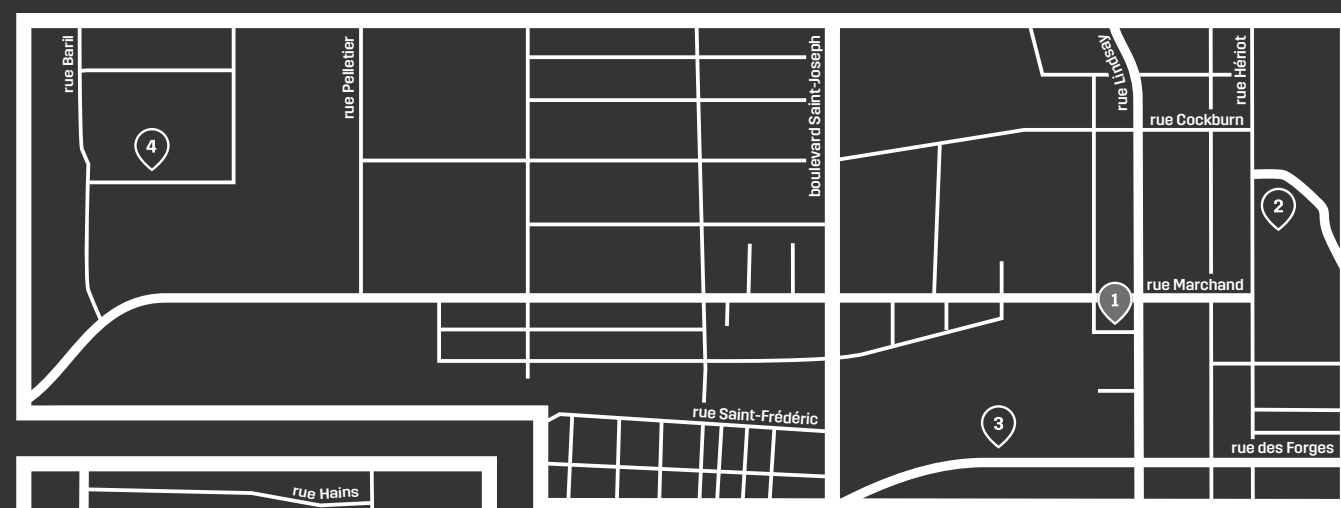 rue Baril
rue Pelletier
boulevard Saint-Joseph
rue Lindsay
rue Hériot
rue Cockburn
4
2
rue Marchand
1
rue Saint-Frédéric
3
rue des Forges
rue Hains